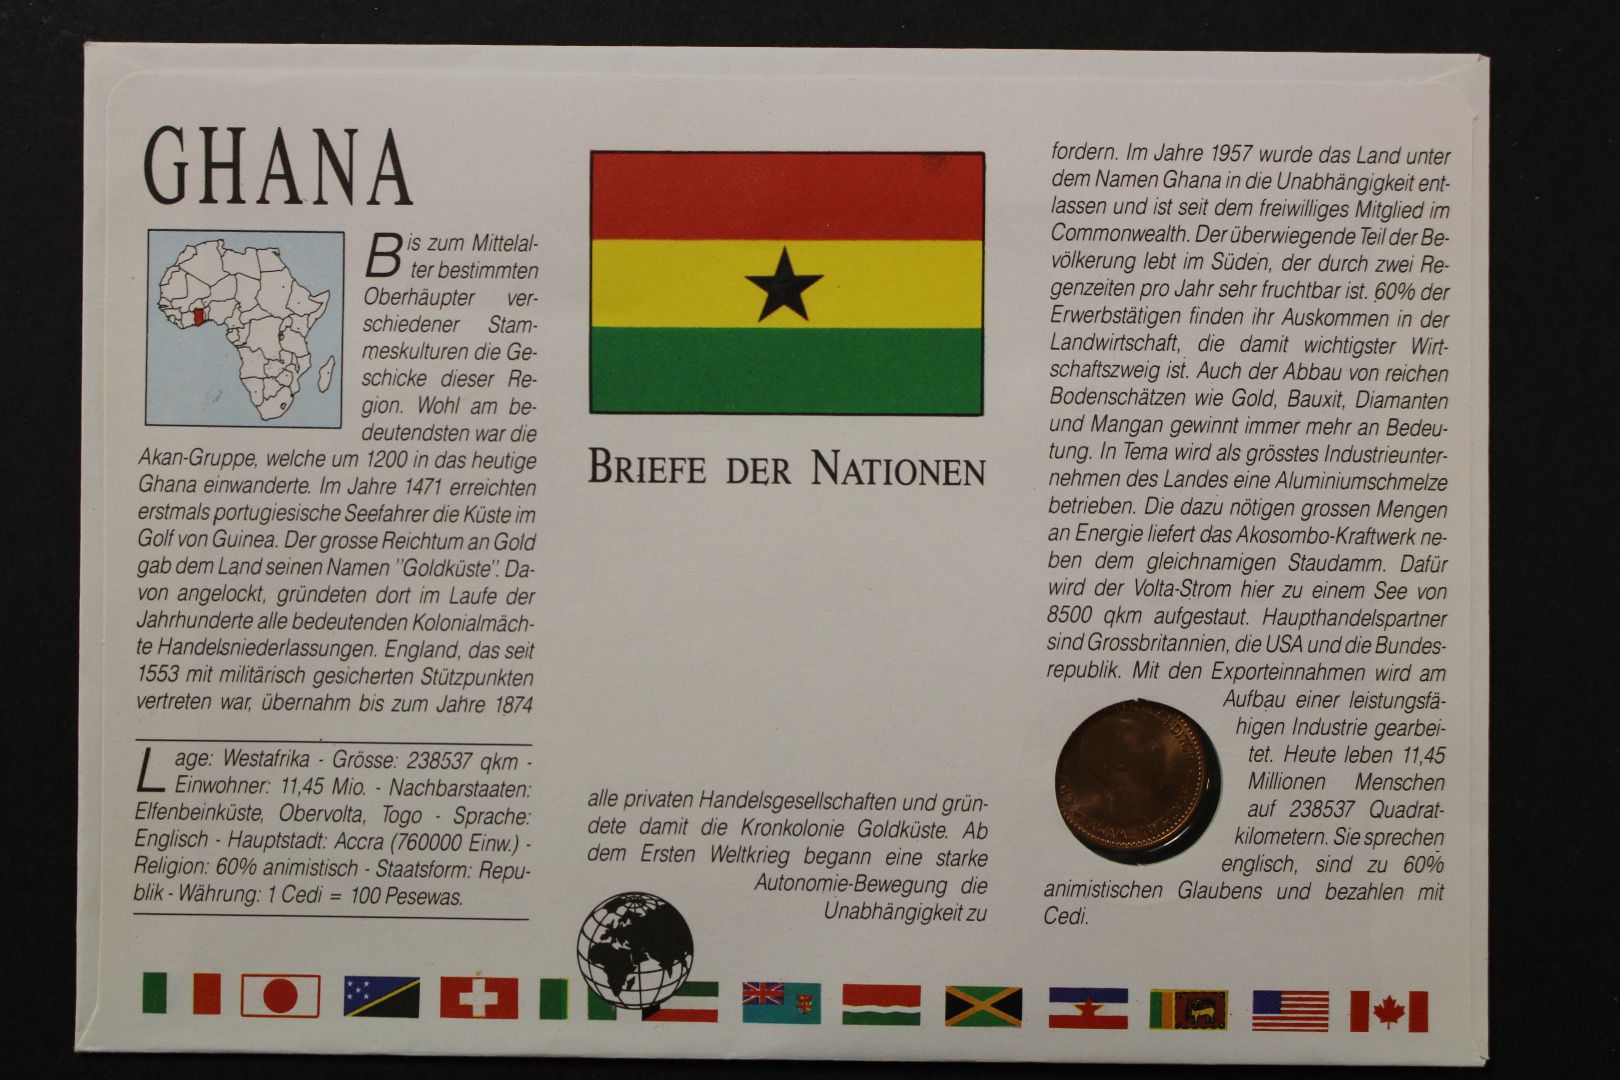 GHANA
Bis zum Mittelal-
ter bestimmten
Oberhäupter ver-
schiedener Stam-
meskulturen die Ge-
schicke dieser Re-
gion. Wohl am be-
deutendsten war die
Akan-Gruppe, welche um 1200 in das heutige
Ghana einwanderte. Im Jahre 1471 erreichten
erstmals portugiesische Seefahrer die Küste im
Golf von Guinea. Der grosse Reichtum an Gold
gab dem Land seinen Namen "Goldküste". Da-
von angelockt, gründeten dort im Laufe der
Jahrhunderte alle bedeutenden Kolonialmäch-
te Handelsniederlassungen. England, das seit
1553 mit militärisch gesicherten Stützpunkten
vertreten war, übernahm bis zum Jahre 1874
Lage: Westafrika - Grösse: 238537 qkm -
Einwohner: 11,45 Mio. - Nachbarstaaten:
Elfenbeinküste, Obervolta, Togo - Sprache:
Englisch - Hauptstadt: Accra (760000 Einw.) -
Religion: 60% animistisch - Staatsform: Repu-
blik - Währung: 1 Cedi = 100 Pesewas.
BRIEFE DER NATIONEN
alle privaten Handelsgesellschaften und grün-
dete damit die Kronkolonie Goldküste. Ab
dem Ersten Weltkrieg begann eine starke
Autonomie-Bewegung die
Unabhängigkeit zu
fordern. Im Jahre 1957 wurde das Land unter
dem Namen Ghana in die Unabhängigkeit ent-
lassen und ist seit dem freiwilliges Mitglied im
Commonwealth. Der überwiegende Teil der Be-
völkerung lebt im Süden, der durch zwei Re-
genzeiten pro Jahr sehr fruchtbar ist. 60% der
Erwerbstätigen finden ihr Auskommen in der
Landwirtschaft, die damit wichtigster Wirt-
schaftszweig ist. Auch der Abbau von reichen
Bodenschätzen wie Gold, Bauxit, Diamanten
und Mangan gewinnt immer mehr an Bedeu-
tung. In Tema wird als grösstes Industrieunter-
nehmen des Landes eine Aluminiumschmelze
betrieben. Die dazu nötigen grossen Mengen
an Energie liefert das Akosombo-Kraftwerk ne-
ben dem gleichnamigen Staudamm. Dafür
wird der Volta-Strom hier zu einem See von
8500 qkm aufgestaut. Haupthandelspartner
sind Grossbritannien, die USA und die Bundes-
republik. Mit den Exporteinnahmen wird am
Aufbau einer leistungsfä-
higen Industrie gearbei-
tet. Heute leben 11,45
Millionen Menschen
auf 238537 Quadrat-
kilometern. Sie sprechen
englisch, sind zu 60%
animistischen Glaubens und bezahlen mit
Cedi.